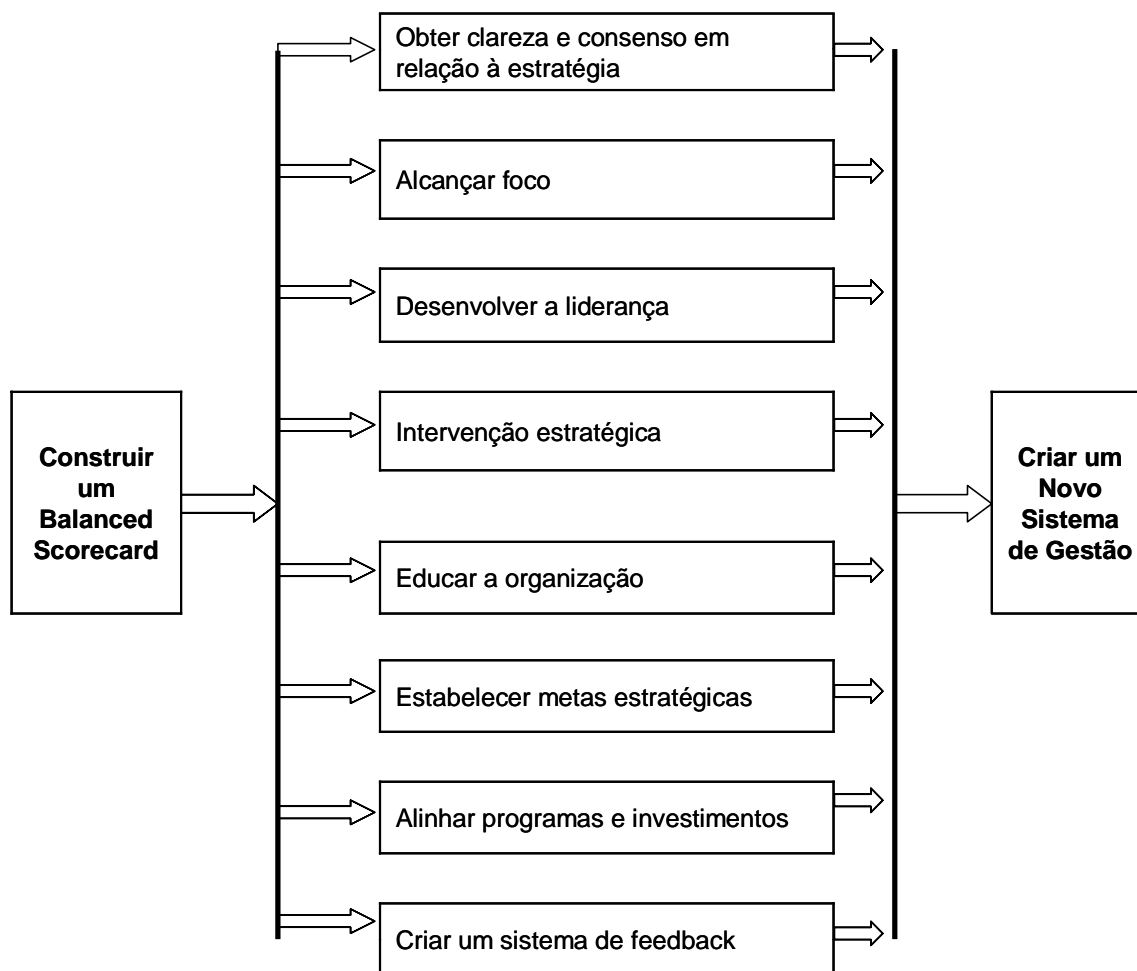 Obter clareza e consenso em
relação à estratégia
Alcançar foco
Desenvolver a liderança
Intervenção estratégica
Construir
um
Balanced
Scorecard
Criar um
Novo
Sistema
de Gestão
Educar a organização
Estabelecer metas estratégicas
Alinhar programas e investimentos
Criar um sistema de feedback